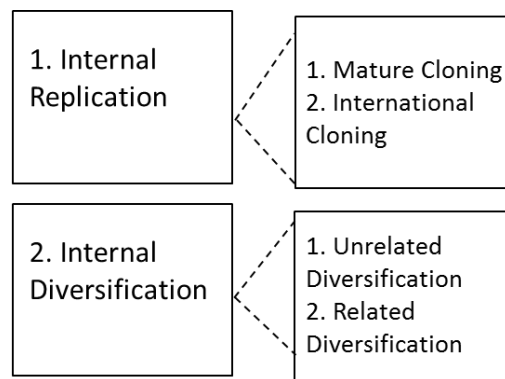 1. Internal
Replication
1. Mature Cloning
2. International
Cloning
2. Internal
Diversification
1. Unrelated
Diversification
2. Related
Diversification